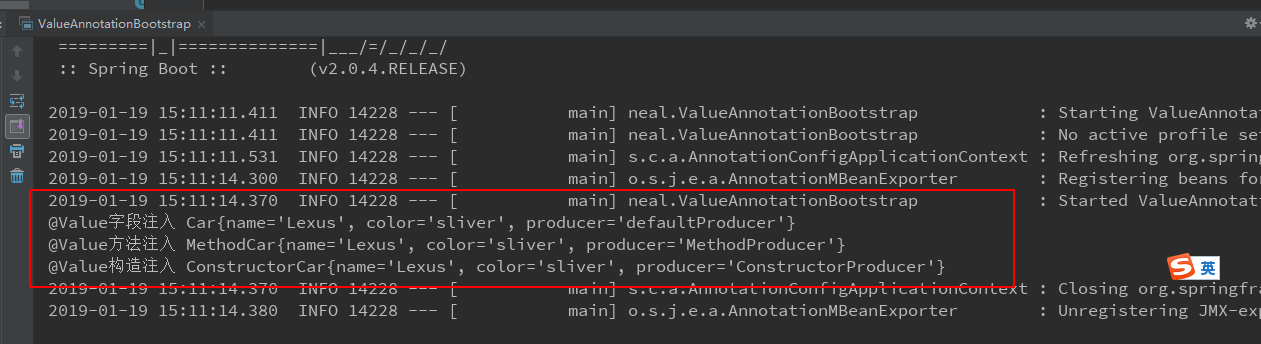 ValueAnnotationBootstrap ×
=========|_|==============|___/=/_/_/_/
:: Spring Boot ::        (v2.0.4.RELEASE)
2019-01-19 15:11:11.411  INFO 14228 --- [           main] neal.ValueAnnotationBootstrap            : Starting ValueAnnota
2019-01-19 15:11:11.411  INFO 14228 --- [           main] neal.ValueAnnotationBootstrap            : No active profile se
2019-01-19 15:11:11.531  INFO 14228 --- [           main] s.c.a.AnnotationConfigApplicationContext : Refreshing org.spring
2019-01-19 15:11:14.300  INFO 14228 --- [           main] o.s.j.e.a.AnnotationMBeanExporter        : Registering beans for
2019-01-19 15:11:14.370  INFO 14228 --- [           main] neal.ValueAnnotationBootstrap            : Started ValueAnnotati
@Value字段注入 Car{name='Lexus', color='sliver', producer='defaultProducer'}
@Value方法注入 MethodCar{name='Lexus', color='sliver', producer='MethodProducer'}
@Value构造注入 ConstructorCar{name='Lexus', color='sliver', producer='ConstructorProducer'}
2019-01-19 15:11:14.370  INFO 14228 --- [           main] s.c.a.AnnotationConfigApplicationContext : Closing org.springfra
2019-01-19 15:11:14.380  INFO 14228 --- [           main] o.s.j.e.a.AnnotationMBeanExporter        : Unregistering JMX-exp
S 英